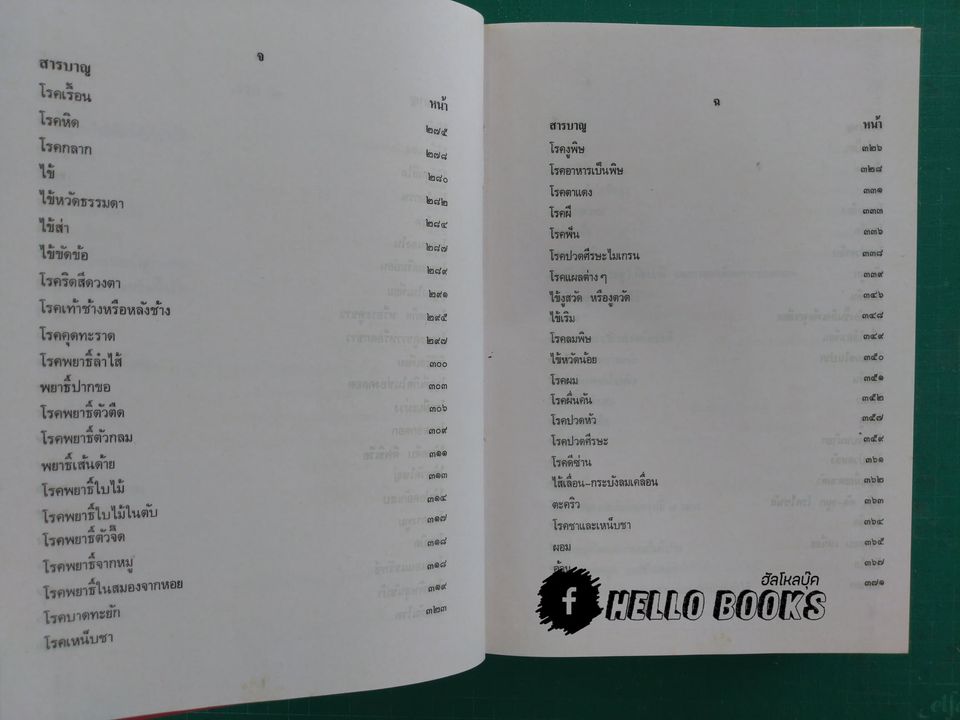 จ
สารบาญ หน้า
โรคเรื้อน ๒๗๕
โรคหิด ๒๗๘
โรคกลาก ๒๘๐
ไข้ ๒๘๒
ไข้หวัดธรรมดา ๒๘๔
ไข้ส่า ๒๘๗
ไข้ขัดข้อ ๒๘๙
โรคริดสีดวงตา ๒๙๑
โรคเท้าช้างหรือหลังช้าง ๒๙๕
โรคคุดทะราด ๒๙๗
โรคพยาธิ์ลำไส้ ๓๐๐
พยาธิ์ปากขอ ๓๐๓
โรคพยาธิ์ตัวตืด ๓๐๖
โรคพยาธิ์ตัวกลม ๓๐๙
พยาธิ์เส้นด้าย ๓๑๑
โรคพยาธิ์ใบไม้ ๓๑๓
โรคพยาธิ์ใบไม้ในตับ ๓๑๔
โรคพยาธิ์ตัวจี๊ด ๓๑๗
โรคพยาธิ์จากหมู ๓๑๘
โรคพยาธิ์ในสมองจากหอย ๓๑๘
โรคบาดทะยัก ๓๑๙
โรคเหน็บชา ๓๒๓
ฉ
สารบาญ หน้า
โรคงูพิษ ๓๒๖
โรคอาหารเป็นพิษ ๓๒๘
โรคตาแดง ๓๓๑
โรคฝี ๓๓๓
โรคฟัน ๓๓๖
โรคปวดศีรษะไมเกรน ๓๓๘
โรคแผลต่างๆ ๓๓๙
ไข้งูสวัด หรืองูตวัด ๓๔๖
ไข้เริม ๓๔๘
โรคลมพิษ ๓๔๙
ไข้หวัดน้อย ๓๕๐
โรคผม ๓๕๑
โรคผื่นคัน ๓๕๒
โรคปวดหัว ๓๕๗
โรคปวดศีรษะ ๓๕๙
โรคดีซ่าน ๓๖๑
ไส้เลื่อน-กระบังลมเคลื่อน ๓๖๒
ตะคริว ๓๖๓
โรคชาและเหน็บชา ๓๖๔
ผอม ๓๖๕
อ้วน ๓๖๗
๓๗๑
ฮัลโหลบุ๊ค
f HELLO BOOKS